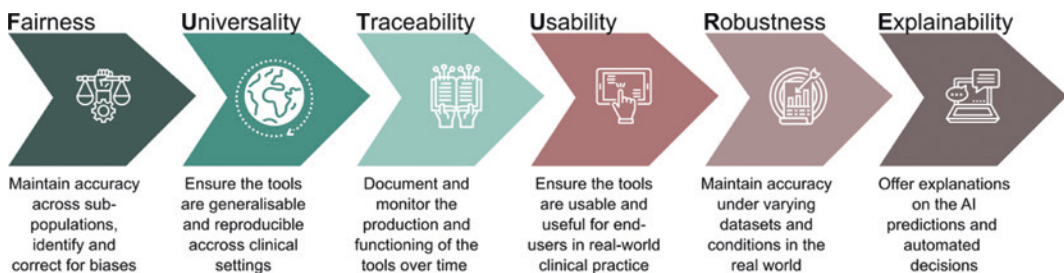 Fairness
Universality
Traceability
Usability
Robustness
Explainability
Maintain accuracy
across sub-
populations,
identify and
correct for biases
Ensure the tools
are generalisable
and reproducible
accross clinical
settings
Document and
monitor the
production and
functioning of the
tools over time
Ensure the tools
are usable and
useful for end-
users in real-world
clinical practice
Maintain accuracy
under varying
datasets and
conditions in the
real world
Offer explanations
on the AI
predictions and
automated
decisions